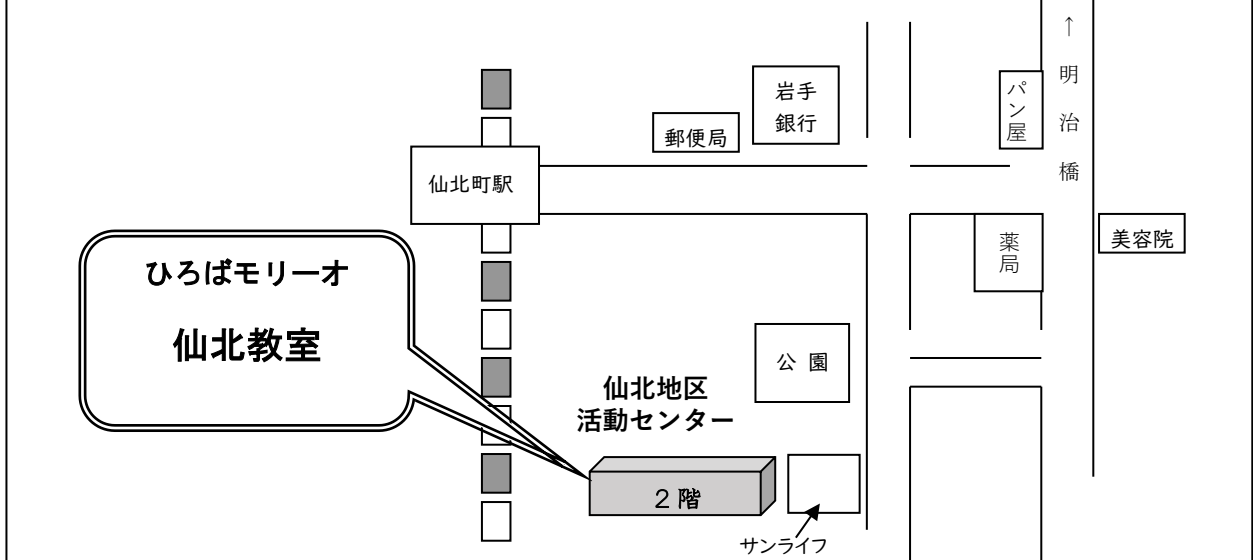 ↑明治橋
岩手
銀行
パン屋
郵便局
仙北町駅
薬局
美容院
ひろばモリーオ
仙北教室
公園
仙北地区
活動センター
2階
サンライフ